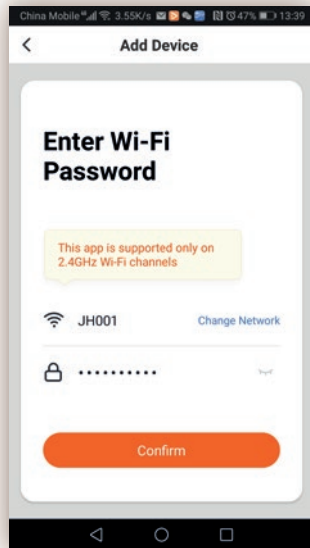 China Mobile 3.55K/s 47% 13:39
Add Device
Enter Wi-Fi
Password
This app is supported only on
2.4GHz Wi-Fi channels
JH001 Change Network
••••••••••
Confirm